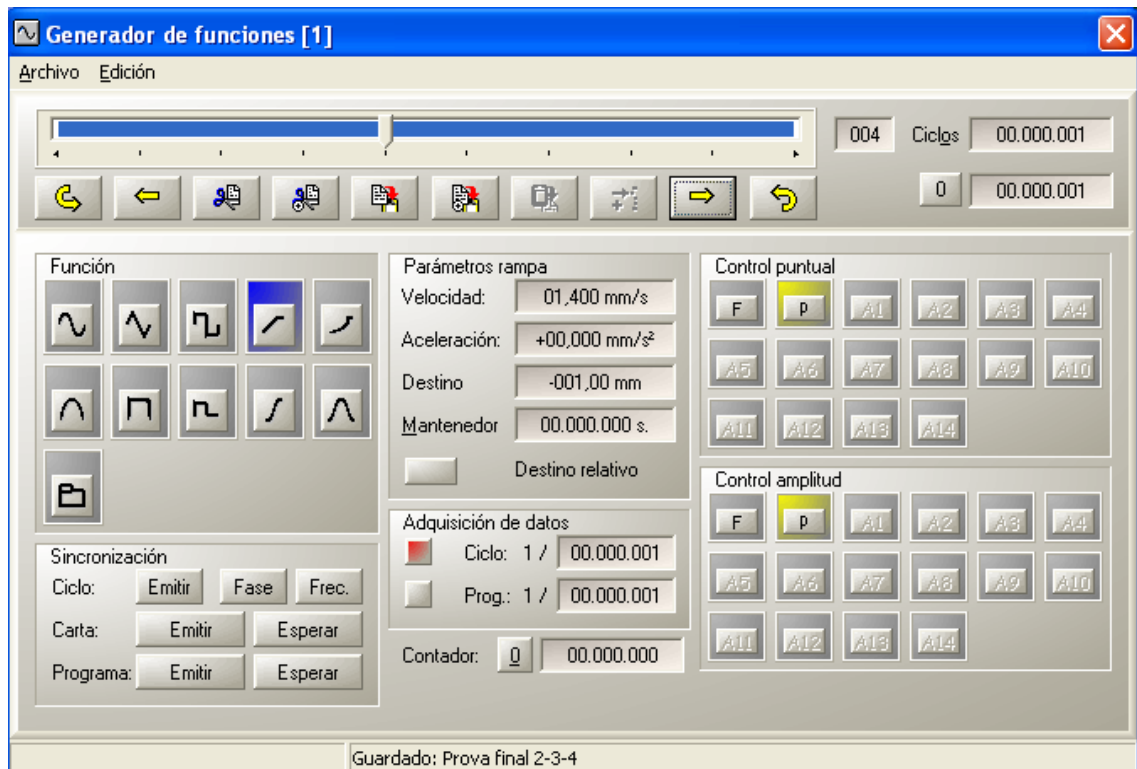 Generador de funciones [1]
Archivo Edición
004 Ciclos 00.000.001
0 00.000.001
Función
Sincronización
Ciclo: Emitir Fase Frec.
Carta: Emitir Esperar
Programa: Emitir Esperar
Parámetros rampa
Velocidad: 01,400 mm/s
Aceleración: +00,000 mm/s²
Destino -001,00 mm
Mantenedor 00.000.000 s.
Destino relativo
Adquisición de datos
Ciclo: 1 / 00.000.001
Prog.: 1 / 00.000.001
Contador: 0 00.000.000
Control puntual
F p A1 A2 A3 A4
A5 A6 A7 A8 A9 A10
A11 A12 A13 A14
Control amplitud
F p A1 A2 A3 A4
A5 A6 A7 A8 A9 A10
A11 A12 A13 A14
Guardado: Prova final 2-3-4